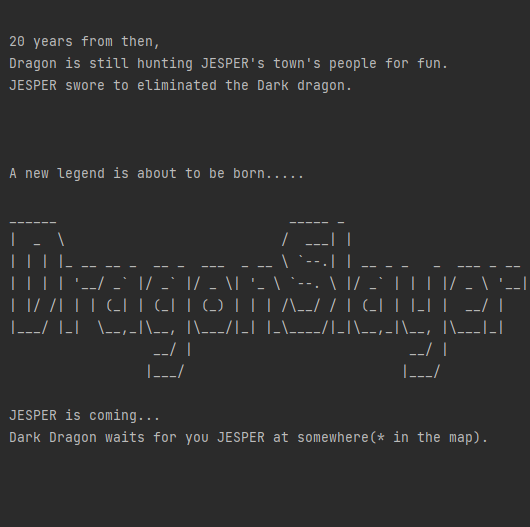 20 years from then,
Dragon is still hunting JESPER's town's people for fun.
JESPER swore to eliminated the Dark dragon.
A new legend is about to be born.....
DragonSlayer
JESPER is coming...
Dark Dragon waits for you JESPER at somewhere(* in the map).